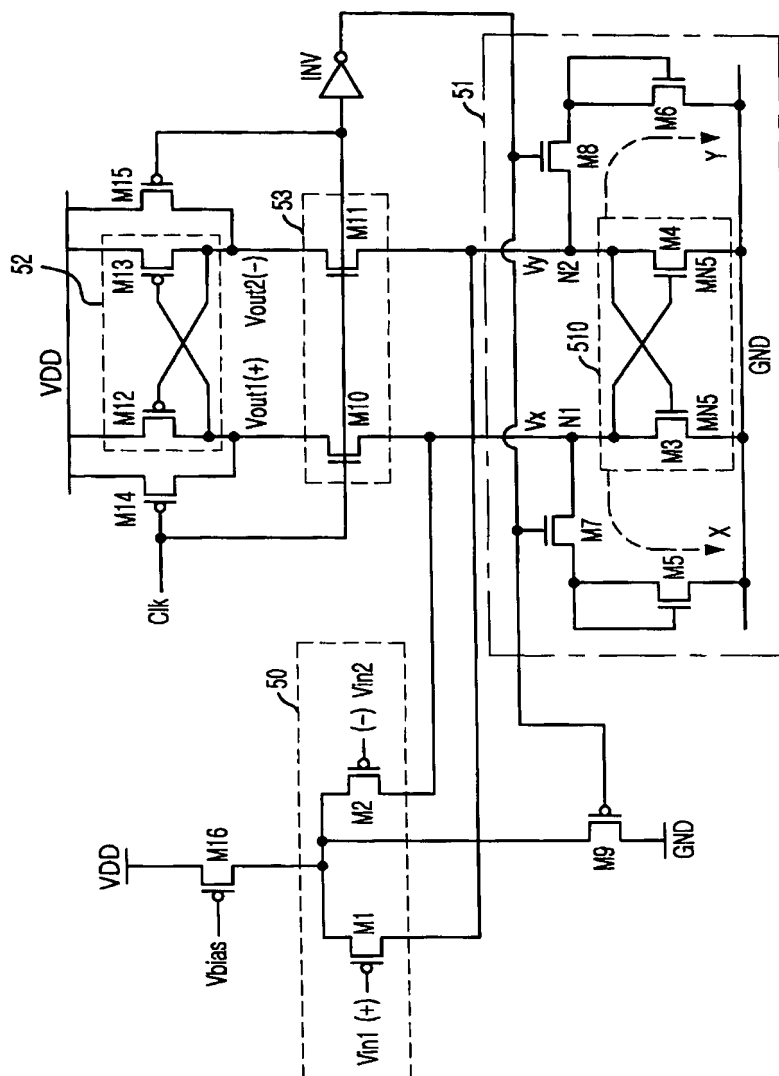 VDD
52
M14
M12
M13
M15
Clk
Vout1(+)
Vout2(-)
INV
53
M10
M11
VDD
Vbias
M16
50
Vin1 (+)
M1
M2
(-) Vin2
M9
GND
Vx
Vy
N1
N2
51
M7
M8
510
M5
X
M3
MN5
M4
MN5
Y
M6
GND